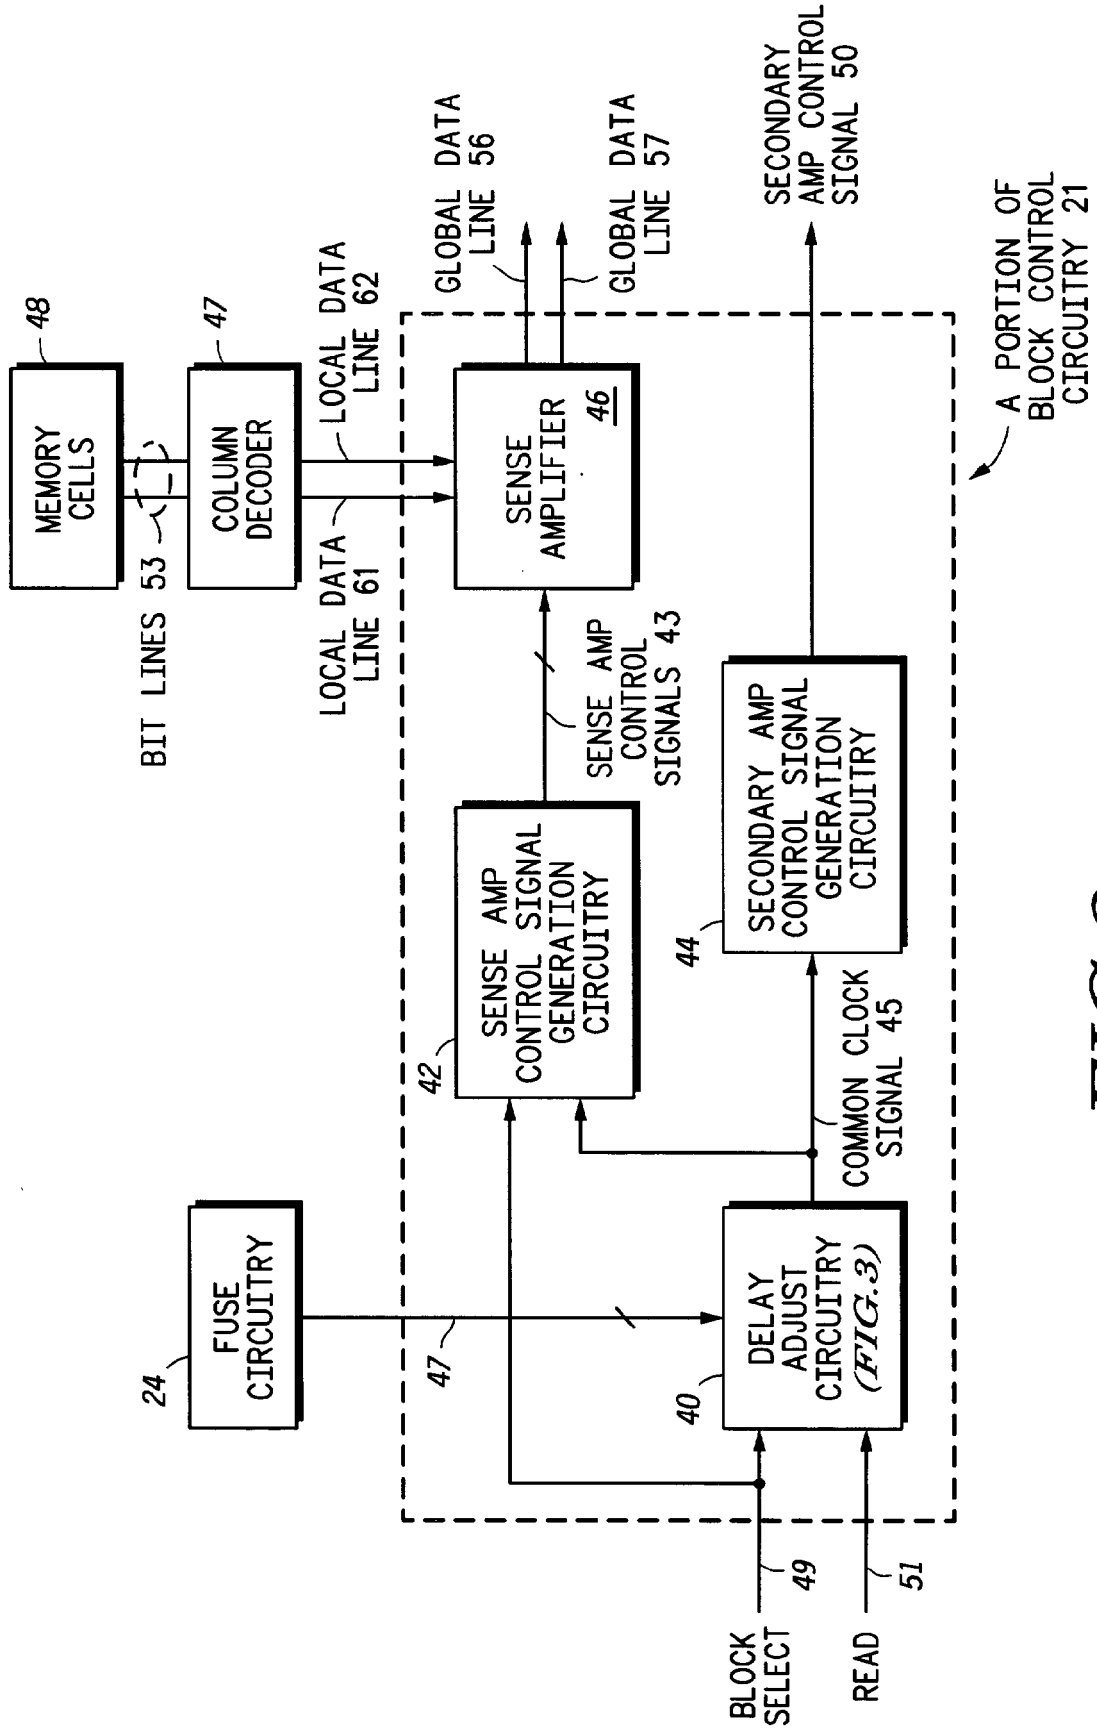 48
MEMORY
CELLS
BIT LINES 53
47
COLUMN
DECODER
LOCAL DATA
LINE 61
LOCAL DATA
LINE 62
24
FUSE
CIRCUITRY
47
42
SENSE AMP
CONTROL SIGNAL
GENERATION
CIRCUITRY
SENSE AMP
CONTROL
SIGNALS 43
SENSE
AMPLIFIER
46
GLOBAL DATA
LINE 56
GLOBAL DATA
LINE 57
BLOCK
SELECT
49
READ
51
40
DELAY
ADJUST
CIRCUITRY
(FIG.3)
COMMON CLOCK
SIGNAL 45
44
SECONDARY AMP
CONTROL SIGNAL
GENERATION
CIRCUITRY
SECONDARY
AMP CONTROL
SIGNAL 50
A PORTION OF
BLOCK CONTROL
CIRCUITRY 21